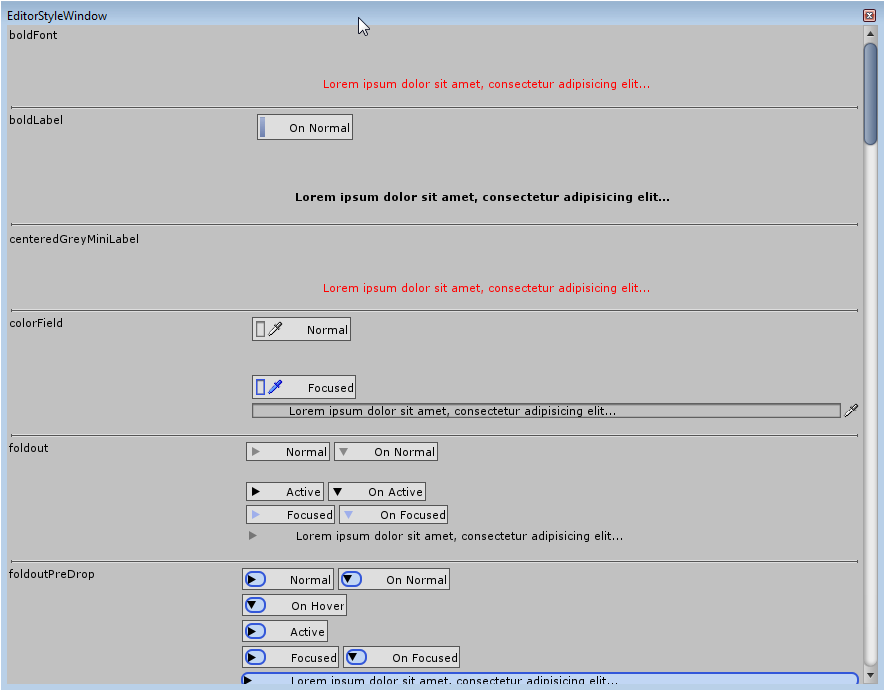 EditorStyleWindow
boldFont
Lorem ipsum dolor sit amet, consectetur adipisicing elit...
boldLabel
On Normal
Lorem ipsum dolor sit amet, consectetur adipisicing elit...
centeredGreyMiniLabel
Lorem ipsum dolor sit amet, consectetur adipisicing elit...
colorField
Normal
Focused
Lorem ipsum dolor sit amet, consectetur adipisicing elit...
foldout
Normal On Normal
Active On Active
Focused On Focused
Lorem ipsum dolor sit amet, consectetur adipisicing elit...
foldoutPreDrop
Normal On Normal
On Hover
Active
Focused On Focused
Lorem ipsum dolor sit amet, consectetur adipisicing elit...